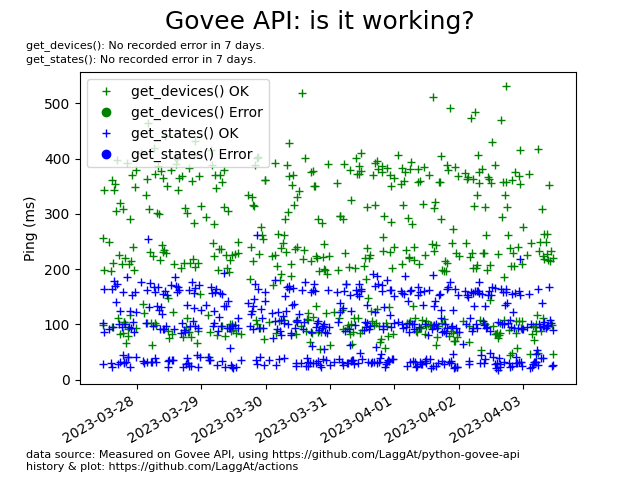 Govee API: is it working?
get_devices(): No recorded error in 7 days.
get_states(): No recorded error in 7 days.
get_devices() OK
get_devices() Error
get_states() OK
get_states() Error
Ping (ms)
500
400
300
200
100
0
2023-03-28
2023-03-29
2023-03-30
2023-03-31
2023-04-01
2023-04-02
2023-04-03
data source: Measured on Govee API, using https://github.com/LaggAt/python-govee-api
history & plot: https://github.com/LaggAt/actions